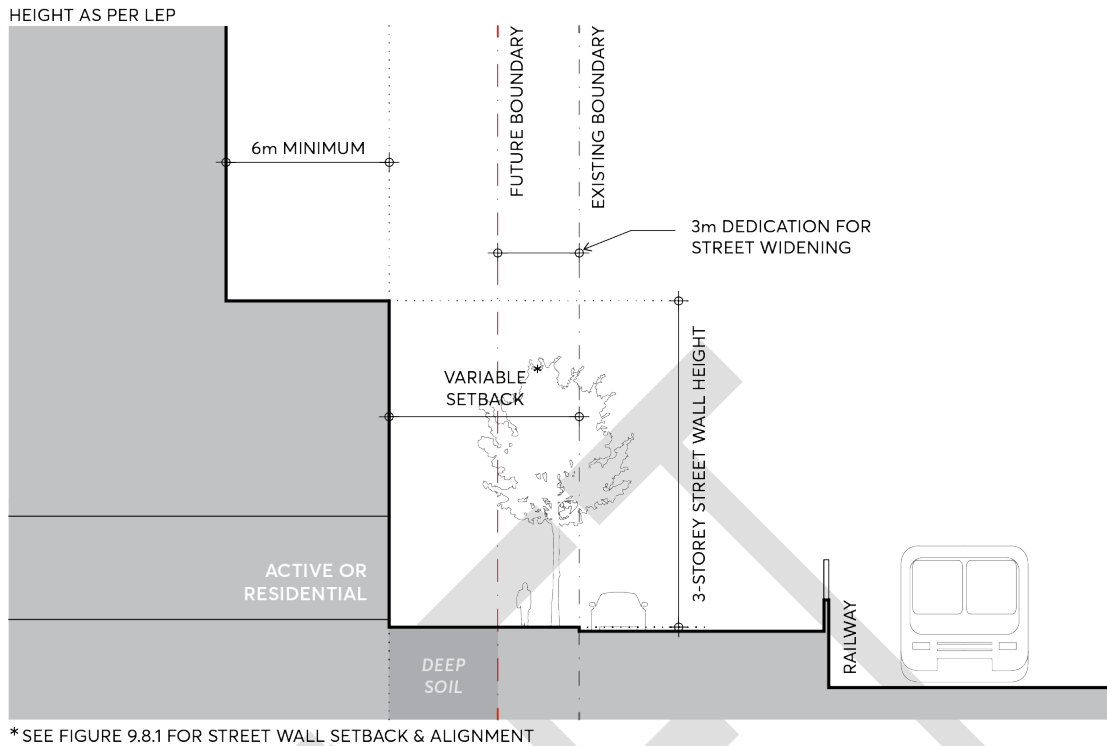 HEIGHT AS PER LEP
FUTURE BOUNDARY
EXISTING BOUNDARY
6m MINIMUM
3m DEDICATION FOR
STREET WIDENING
VARIABLE *
SETBACK
3-STOREY STREET WALL HEIGHT
ACTIVE OR
RESIDENTIAL
RAILWAY
DEEP
SOIL
* SEE FIGURE 9.8.1 FOR STREET WALL SETBACK & ALIGNMENT